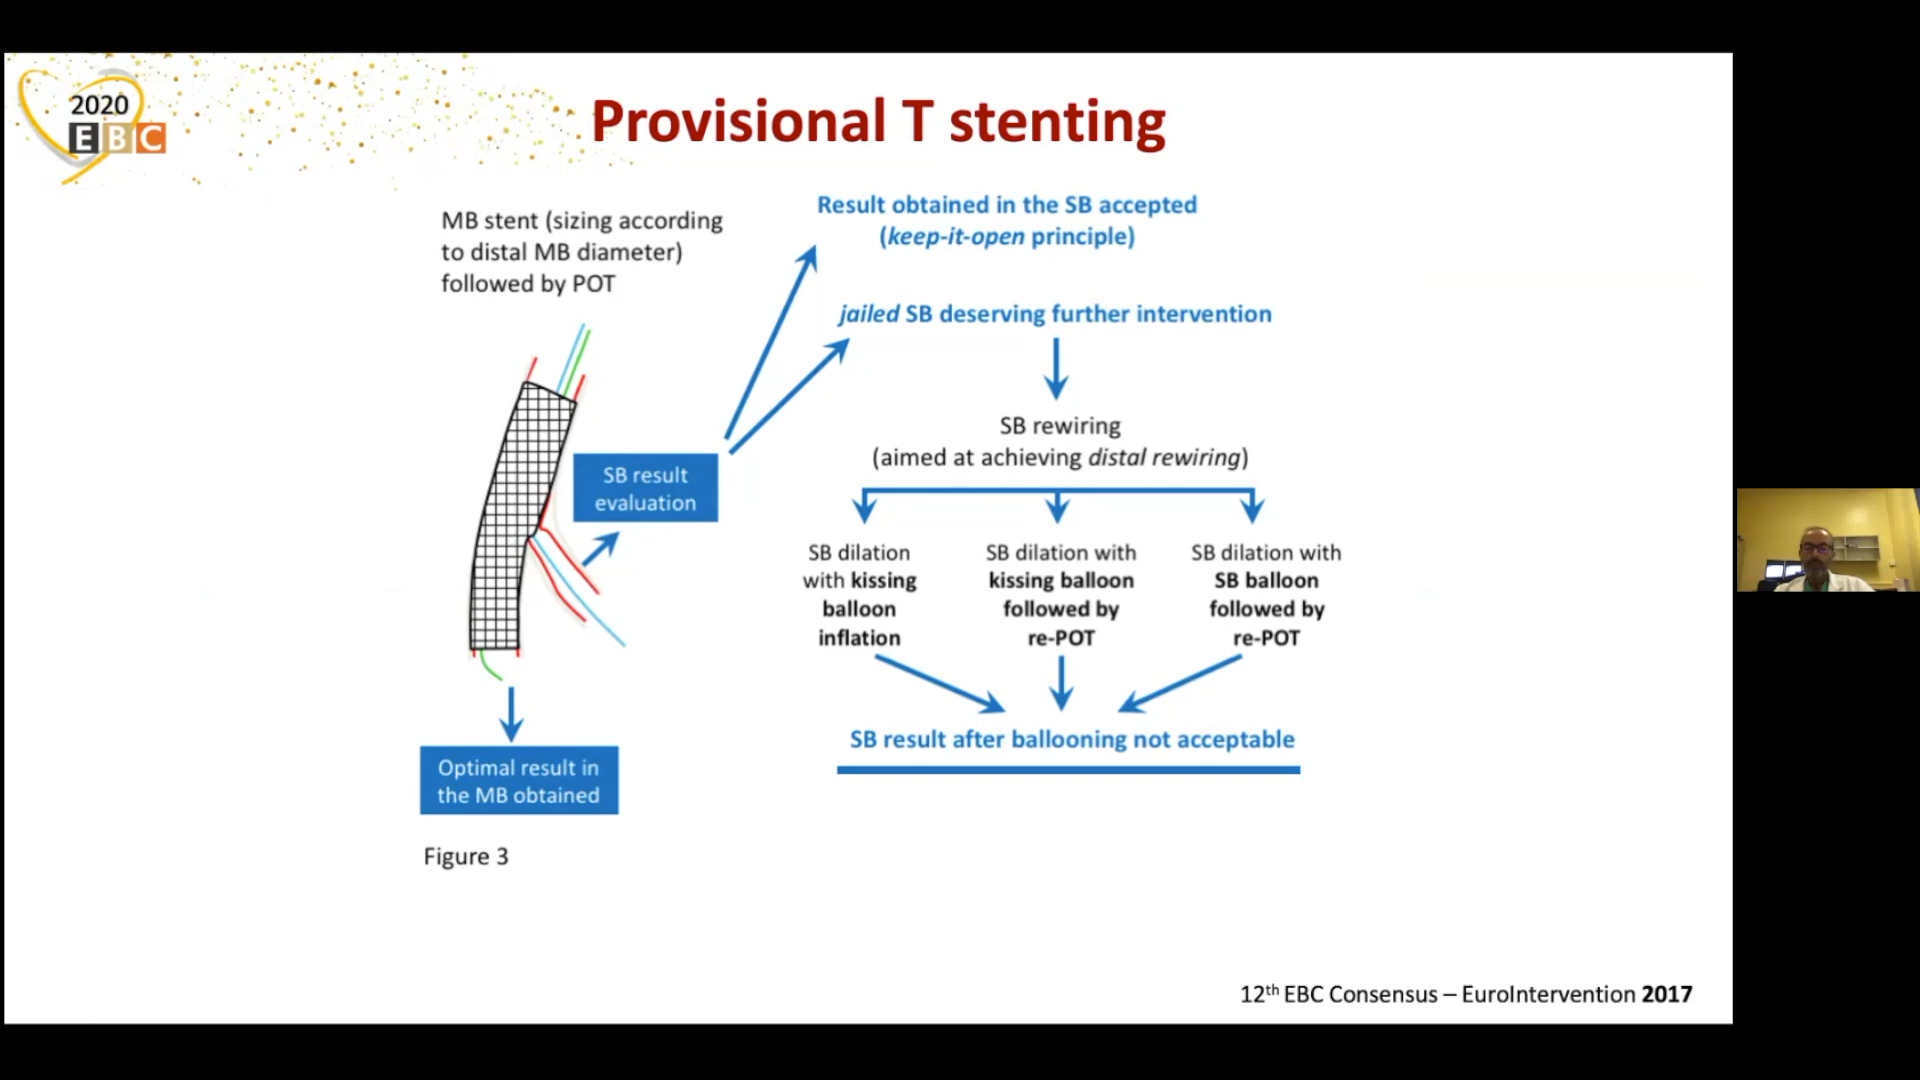 2020
EBC
Provisional T stenting
MB stent (sizing according
to distal MB diameter)
followed by POT
Result obtained in the SB accepted
(keep-it-open principle)
jailed SB deserving further intervention
SB result
evaluation
SB rewiring
(aimed at achieving distal rewiring)
SB dilation
with kissing
balloon
inflation
SB dilation with
kissing balloon
followed by
re-POT
SB dilation with
SB balloon
followed by
re-POT
SB result after ballooning not acceptable
Optimal result in
the MB obtained
Figure 3
12th EBC Consensus – EuroIntervention 2017